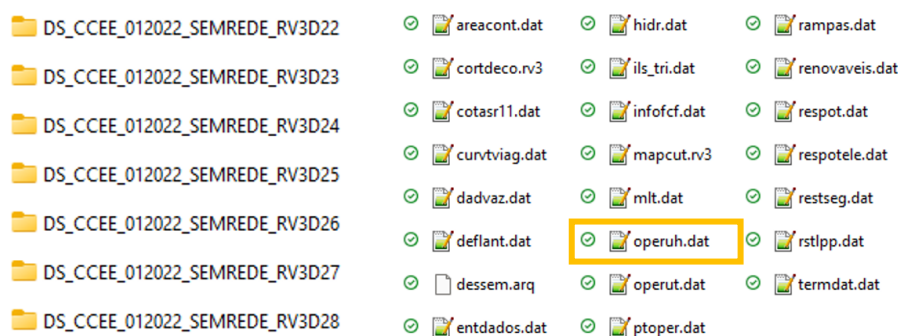 DS_CCEE_012022_SEMREDE_RV3D22
DS_CCEE_012022_SEMREDE_RV3D23
DS_CCEE_012022_SEMREDE_RV3D24
DS_CCEE_012022_SEMREDE_RV3D25
DS_CCEE_012022_SEMREDE_RV3D26
DS_CCEE_012022_SEMREDE_RV3D27
DS_CCEE_012022_SEMREDE_RV3D28
areacont.dat
cortdeco.rv3
cotasr11.dat
curvtviag.dat
dadvaz.dat
deflant.dat
dessem.arq
entdados.dat
hidr.dat
ils_tri.dat
infofcf.dat
mapcut.rv3
mlt.dat
operuh.dat
operut.dat
ptoper.dat
rampas.dat
renovaveis.dat
respot.dat
respotele.dat
restseg.dat
rstlpp.dat
termdat.dat